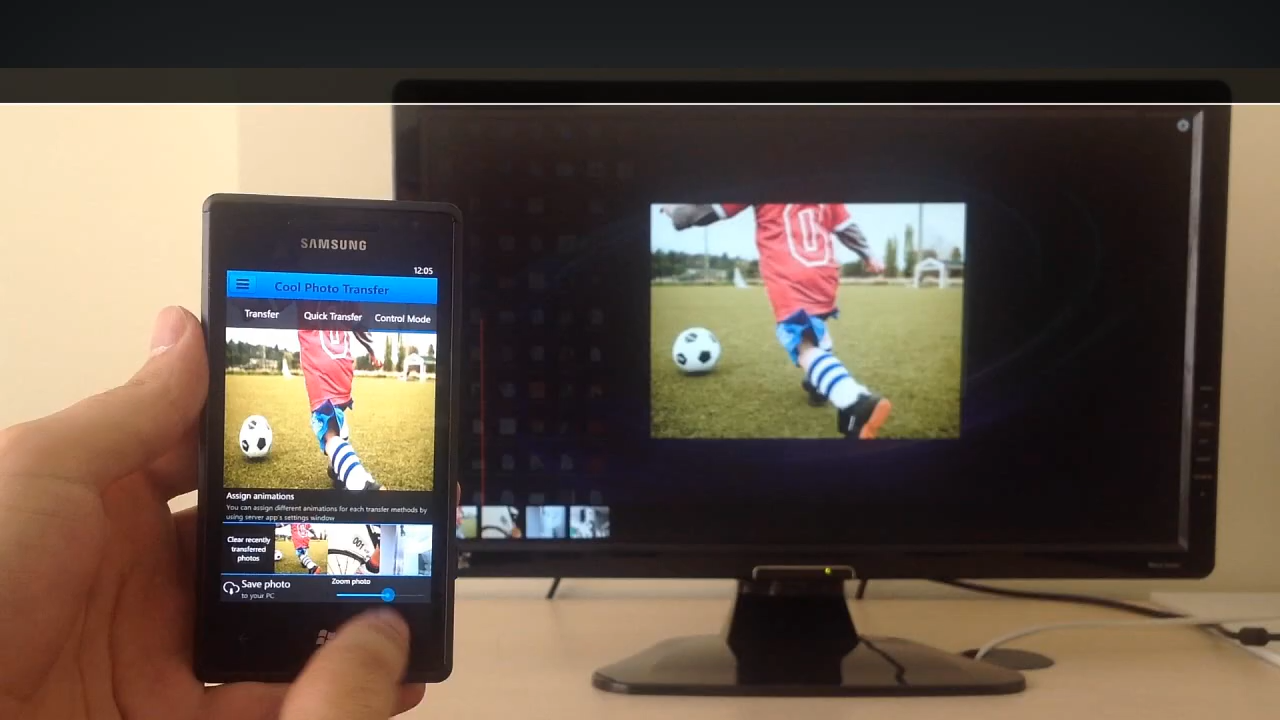 SAMSUNG
12:05
Cool Photo Transfer
Transfer
Quick Transfer
Control Mode
Assign animations
You can assign different animations for each transfer methods by
using server app's settings window
Clear recently
transferred
photos
001
Save photo
to your PC
Zoom photo